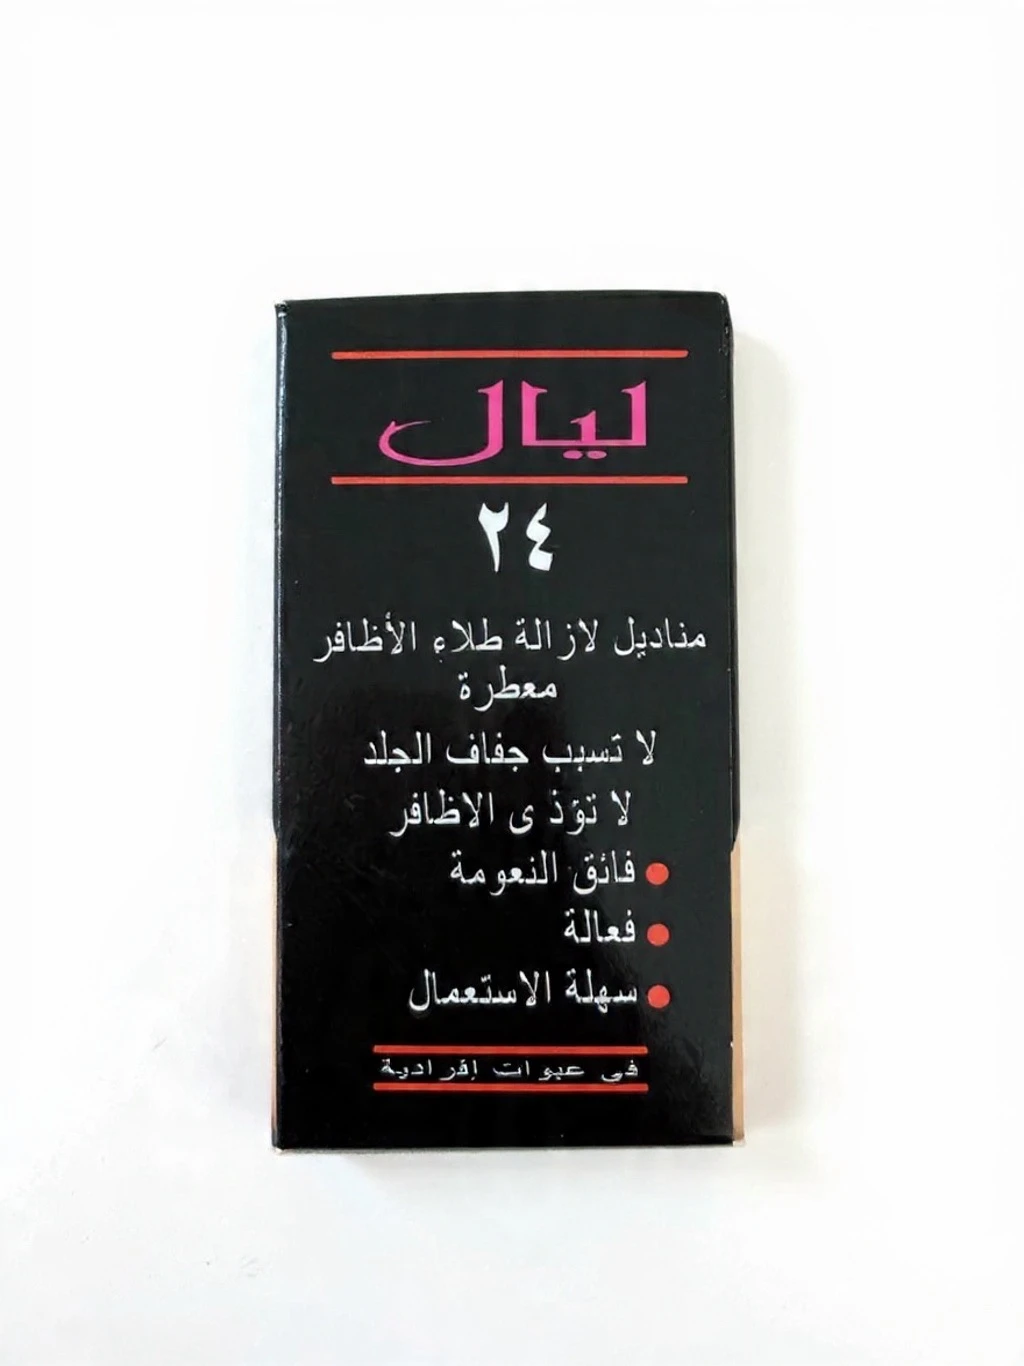 ليال
٢٤
مناديل لازالة طلاء الأظافر
معطرة
لا تسبب جفاف الجلد
لا تؤذى الاظافر
فائق النعومة
فعالة
سهلة الاستعمال
فى عبوات إفرادية